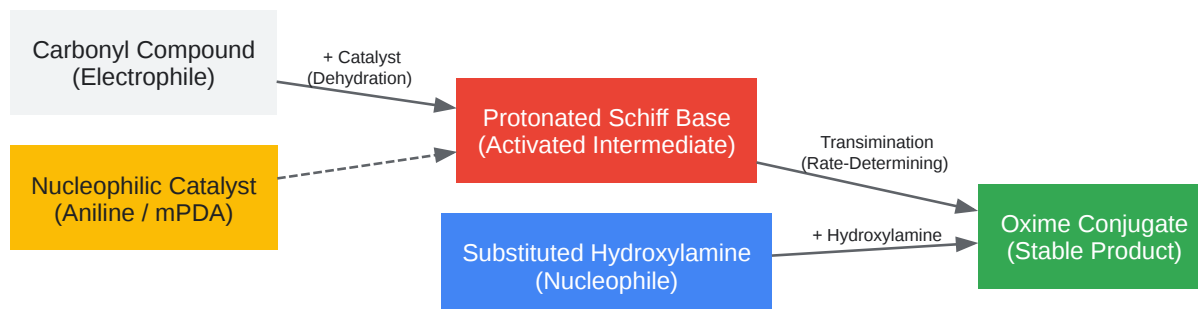 Carbonyl Compound
(Electrophile)
+ Catalyst
(Dehydration)
Protonated Schiff Base
(Activated Intermediate)
Nucleophilic Catalyst
(Aniline / mPDA)
Transimination
(Rate-Determining)
Substituted Hydroxylamine
(Nucleophile)
+ Hydroxylamine
Oxime Conjugate
(Stable Product)